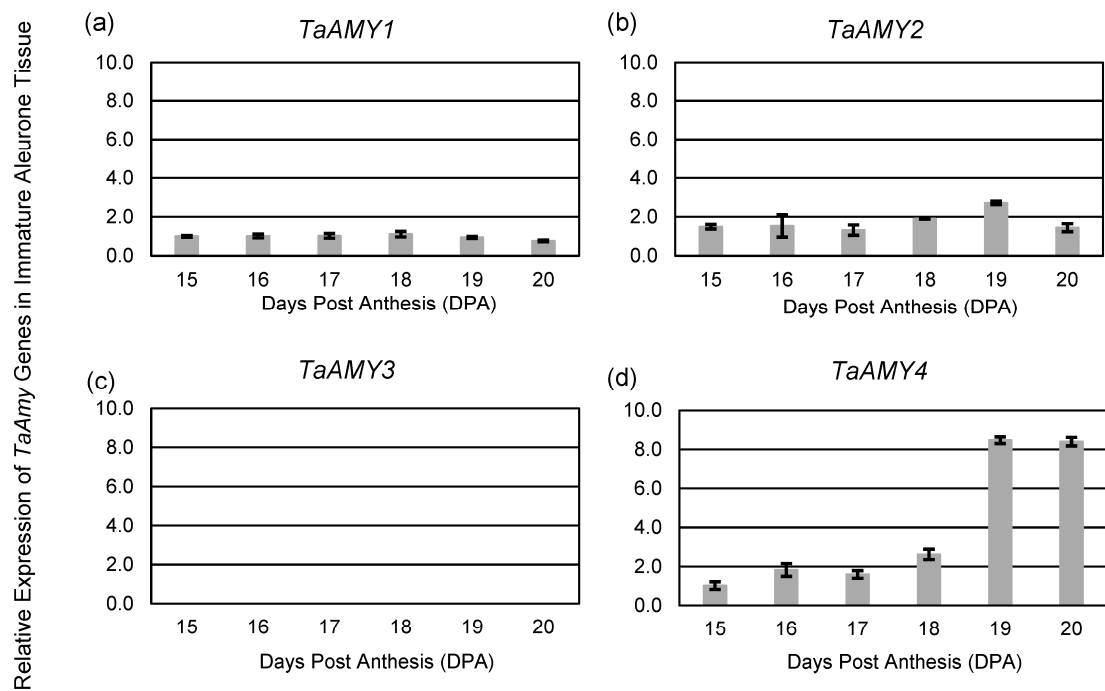 Relative Expression of TaAmy Genes in Immature Aleurone Tissue
(a)
TaAMY1
10.0
8.0
6.0
4.0
2.0
0.0
15 16 17 18 19 20
Days Post Anthesis (DPA)
(b)
TaAMY2
10.0
8.0
6.0
4.0
2.0
0.0
15 16 17 18 19 20
Days Post Anthesis (DPA)
(c)
TaAMY3
10.0
8.0
6.0
4.0
2.0
0.0
15 16 17 18 19 20
Days Post Anthesis (DPA)
(d)
TaAMY4
10.0
8.0
6.0
4.0
2.0
0.0
15 16 17 18 19 20
Days Post Anthesis (DPA)